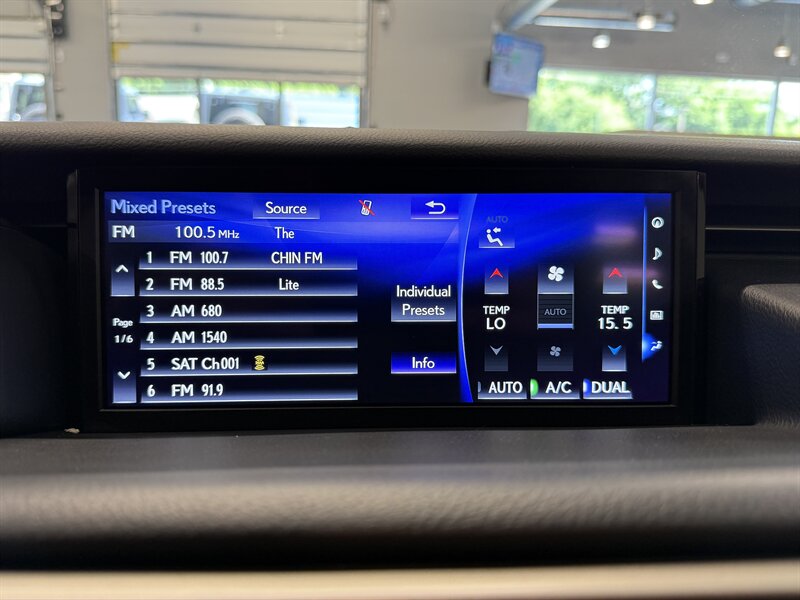 Mixed Presets Source
FM 100.5 MHz The
1 FM 100.7 CHIN FM
2 FM 88.5 Lite
3 AM 680
4 AM 1540
5 SAT Ch001
6 FM 91.9
Page
1/6
Individual
Presets
Info
AUTO
TEMP
LO
AUTO
TEMP
15.5
AUTO A/C DUAL